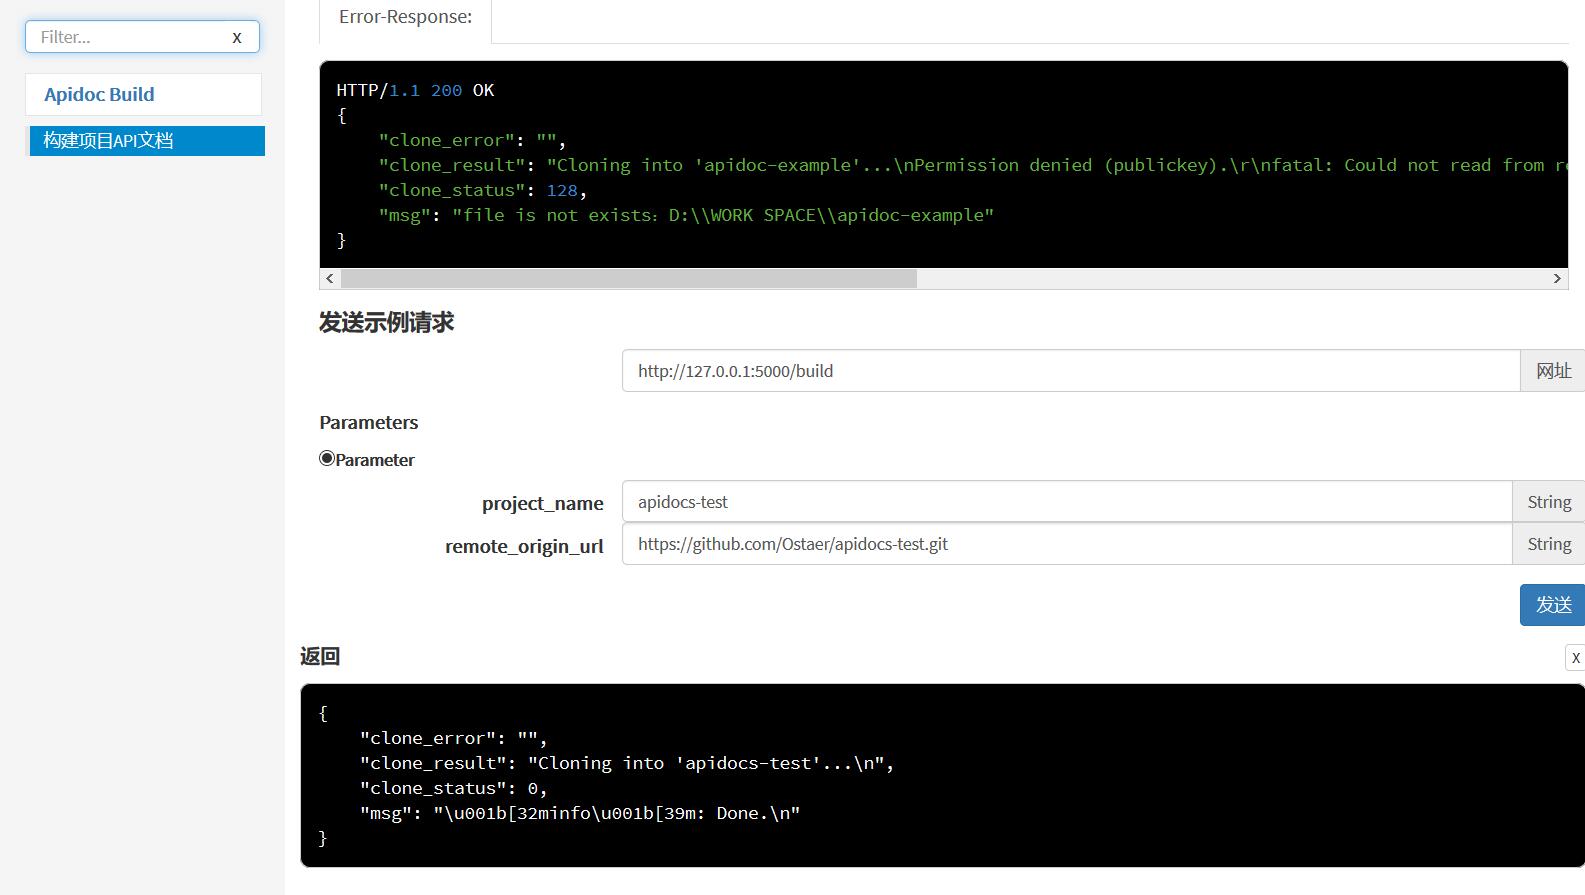 Filter...
x
Apidoc Build
构建项目API文档
Error-Response:
HTTP/1.1 200 OK
{
"clone_error": "",
"clone_result": "Cloning into 'apidoc-example'...\nPermission denied (publickey).\r\nfatal: Could not read from
"clone_status": 128,
"msg": "file is not exists: D:\\WORK SPACE\\apidoc-example"
}
发送示例请求
http://127.0.0.1:5000/build
网址
Parameters
Parameter
project_name
apidocs-test
String
remote_origin_url
https://github.com/Ostaer/apidocs-test.git
String
发送
返回
x
{
"clone_error": "",
"clone_result": "Cloning into 'apidocs-test'...\n",
"clone_status": 0,
"msg": "\u001b[32minfo\u001b[39m: Done.\n"
}